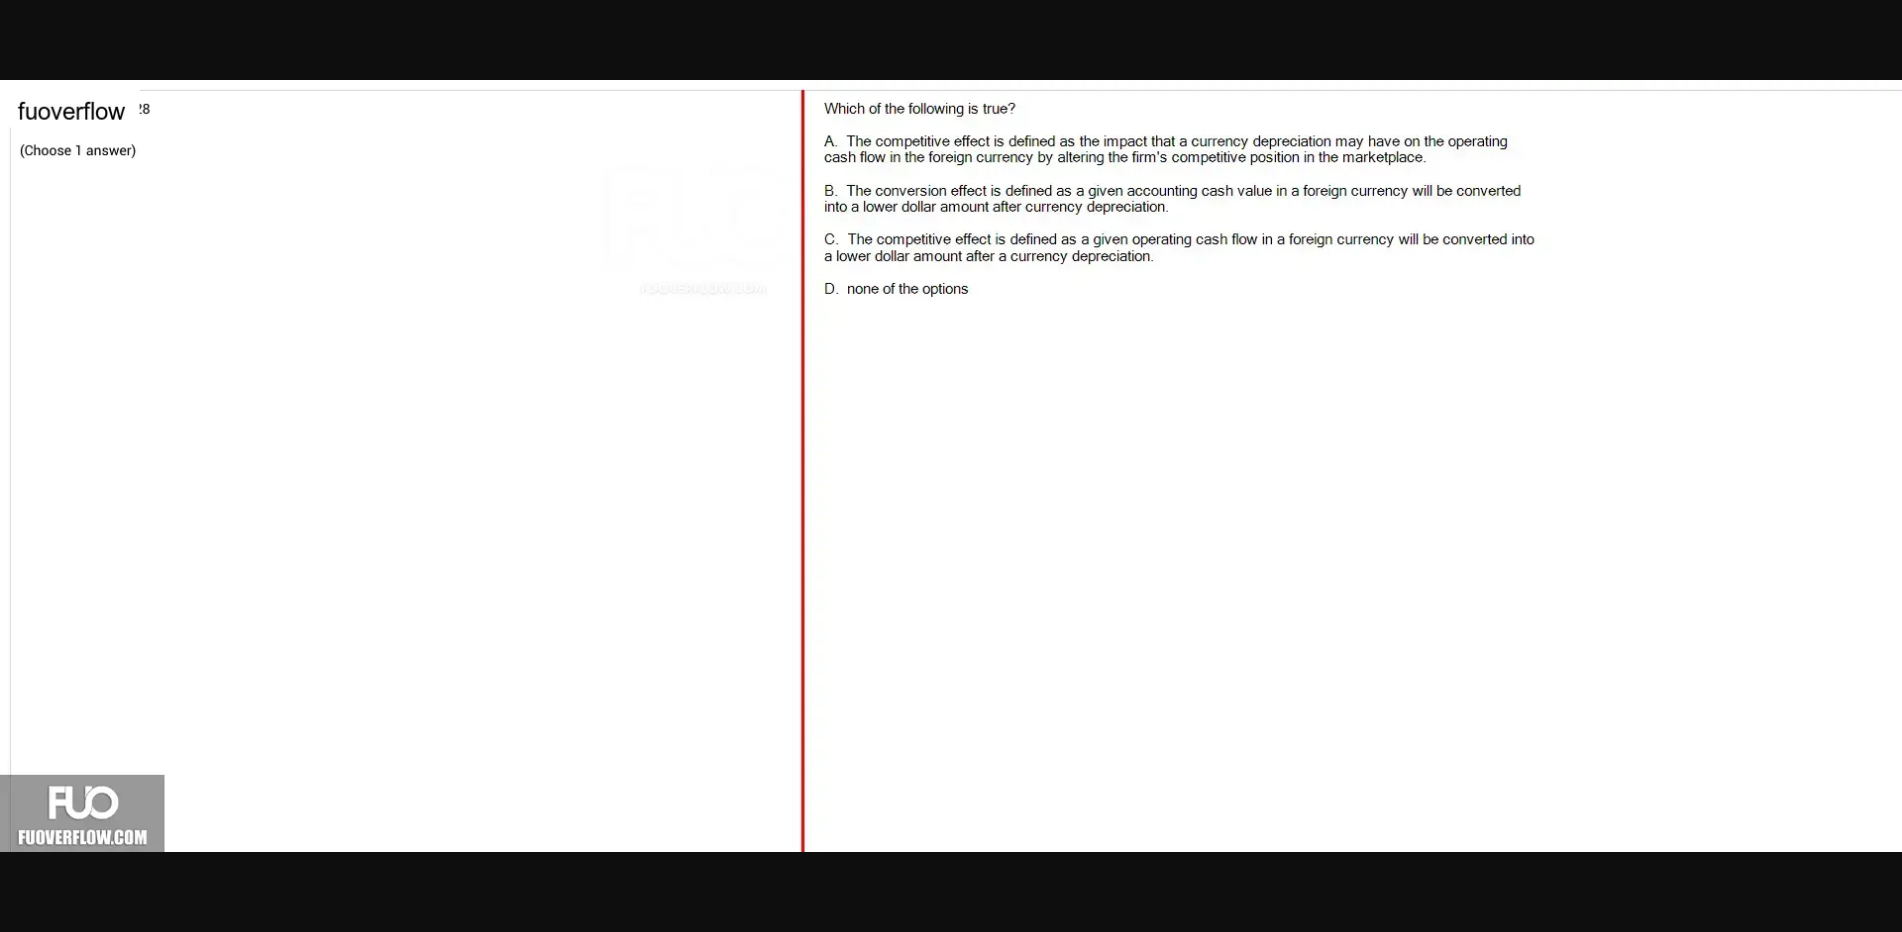 fuoverflow 28
(Choose 1 answer)
Which of the following is true?
A. The competitive effect is defined as the impact that a currency depreciation may have on the operating
cash flow in the foreign currency by altering the firm's competitive position in the marketplace.
B. The conversion effect is defined as a given accounting cash value in a foreign currency will be converted
into a lower dollar amount after currency depreciation.
C. The competitive effect is defined as a given operating cash flow in a foreign currency will be converted into
a lower dollar amount after a currency depreciation.
D. none of the options
FUO
FUOVERFLOW.COM
FUO
FUOVERFLOW.COM